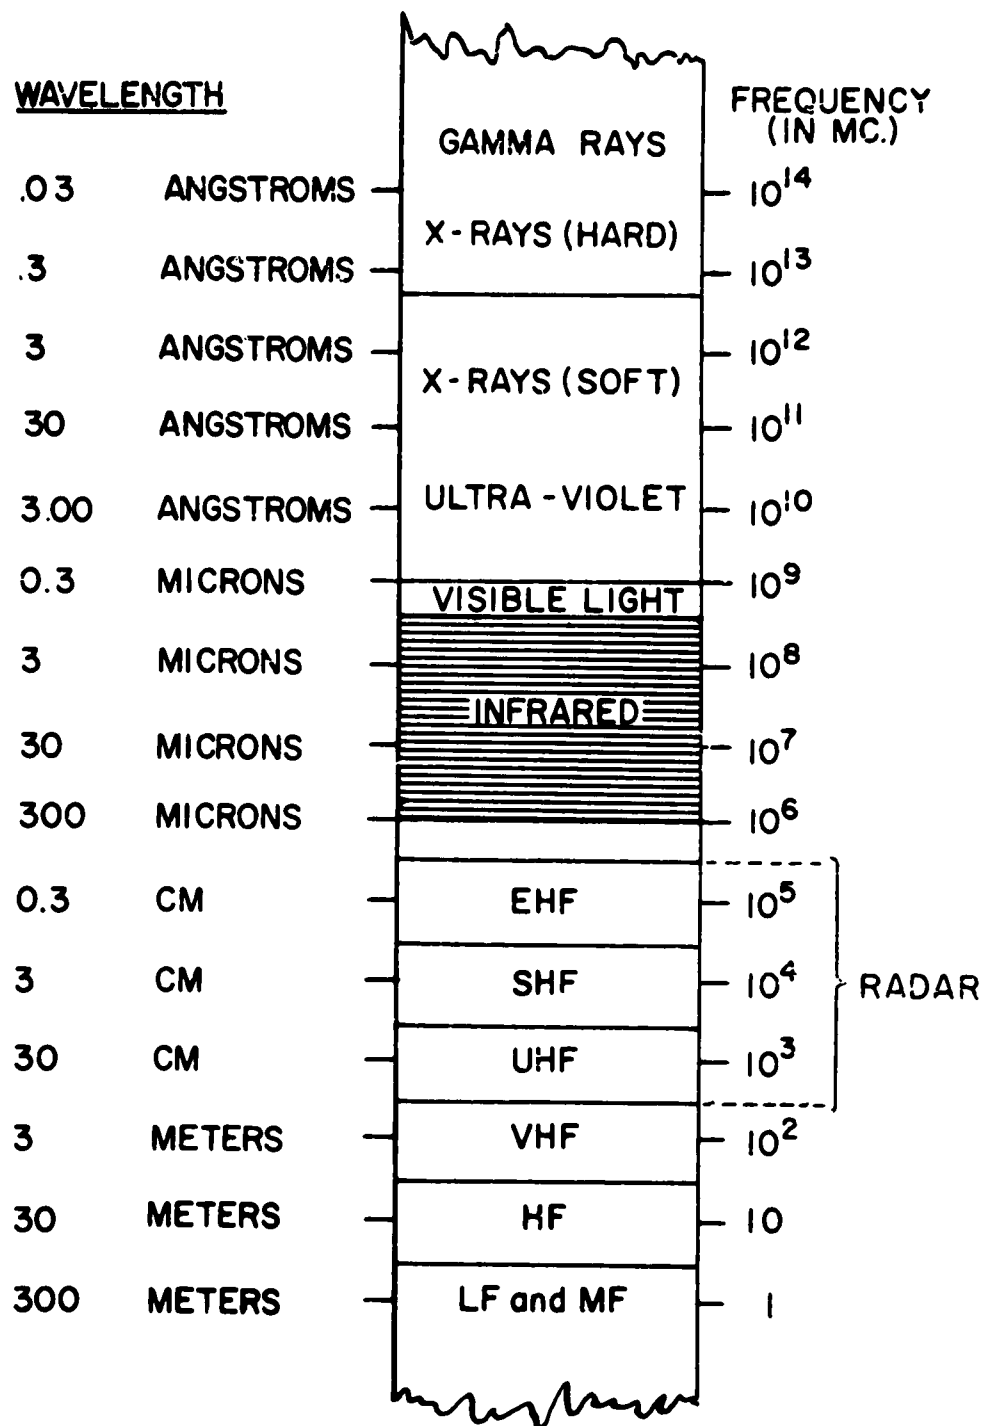 WAVELENGTH
FREQUENCY
(IN MC.)
GAMMA RAYS
.03 ANGSTROMS 10^14
X-RAYS (HARD)
.3 ANGSTROMS 10^13
3 ANGSTROMS 10^12
X-RAYS (SOFT)
30 ANGSTROMS 10^11
3.00 ANGSTROMS ULTRA-VIOLET 10^10
0.3 MICRONS 10^9
VISIBLE LIGHT
3 MICRONS 10^8
INFRARED
30 MICRONS 10^7
300 MICRONS 10^6
0.3 CM EHF 10^5
3 CM SHF 10^4 RADAR
30 CM UHF 10^3
3 METERS VHF 10^2
30 METERS HF 10
300 METERS LF and MF 1